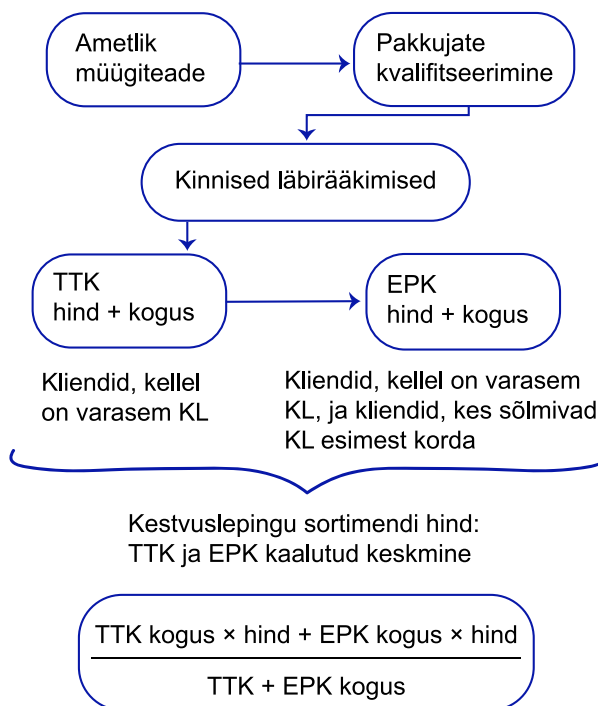 Ametlik
müügiteade
Pakkujate
kvalifitseerimine
Kinnised läbirääkimised
TTK
hind + kogus
EPK
hind + kogus
Kliendid, kellel
on varasem KL
Kliendid, kellel on varasem
KL, ja kliendid, kes sõlmivad
KL esimest korda
Kestvuslepingu sortimendi hind:
TTK ja EPK kaalutud keskmine
TTK kogus × hind + EPK kogus × hind
TTK + EPK kogus